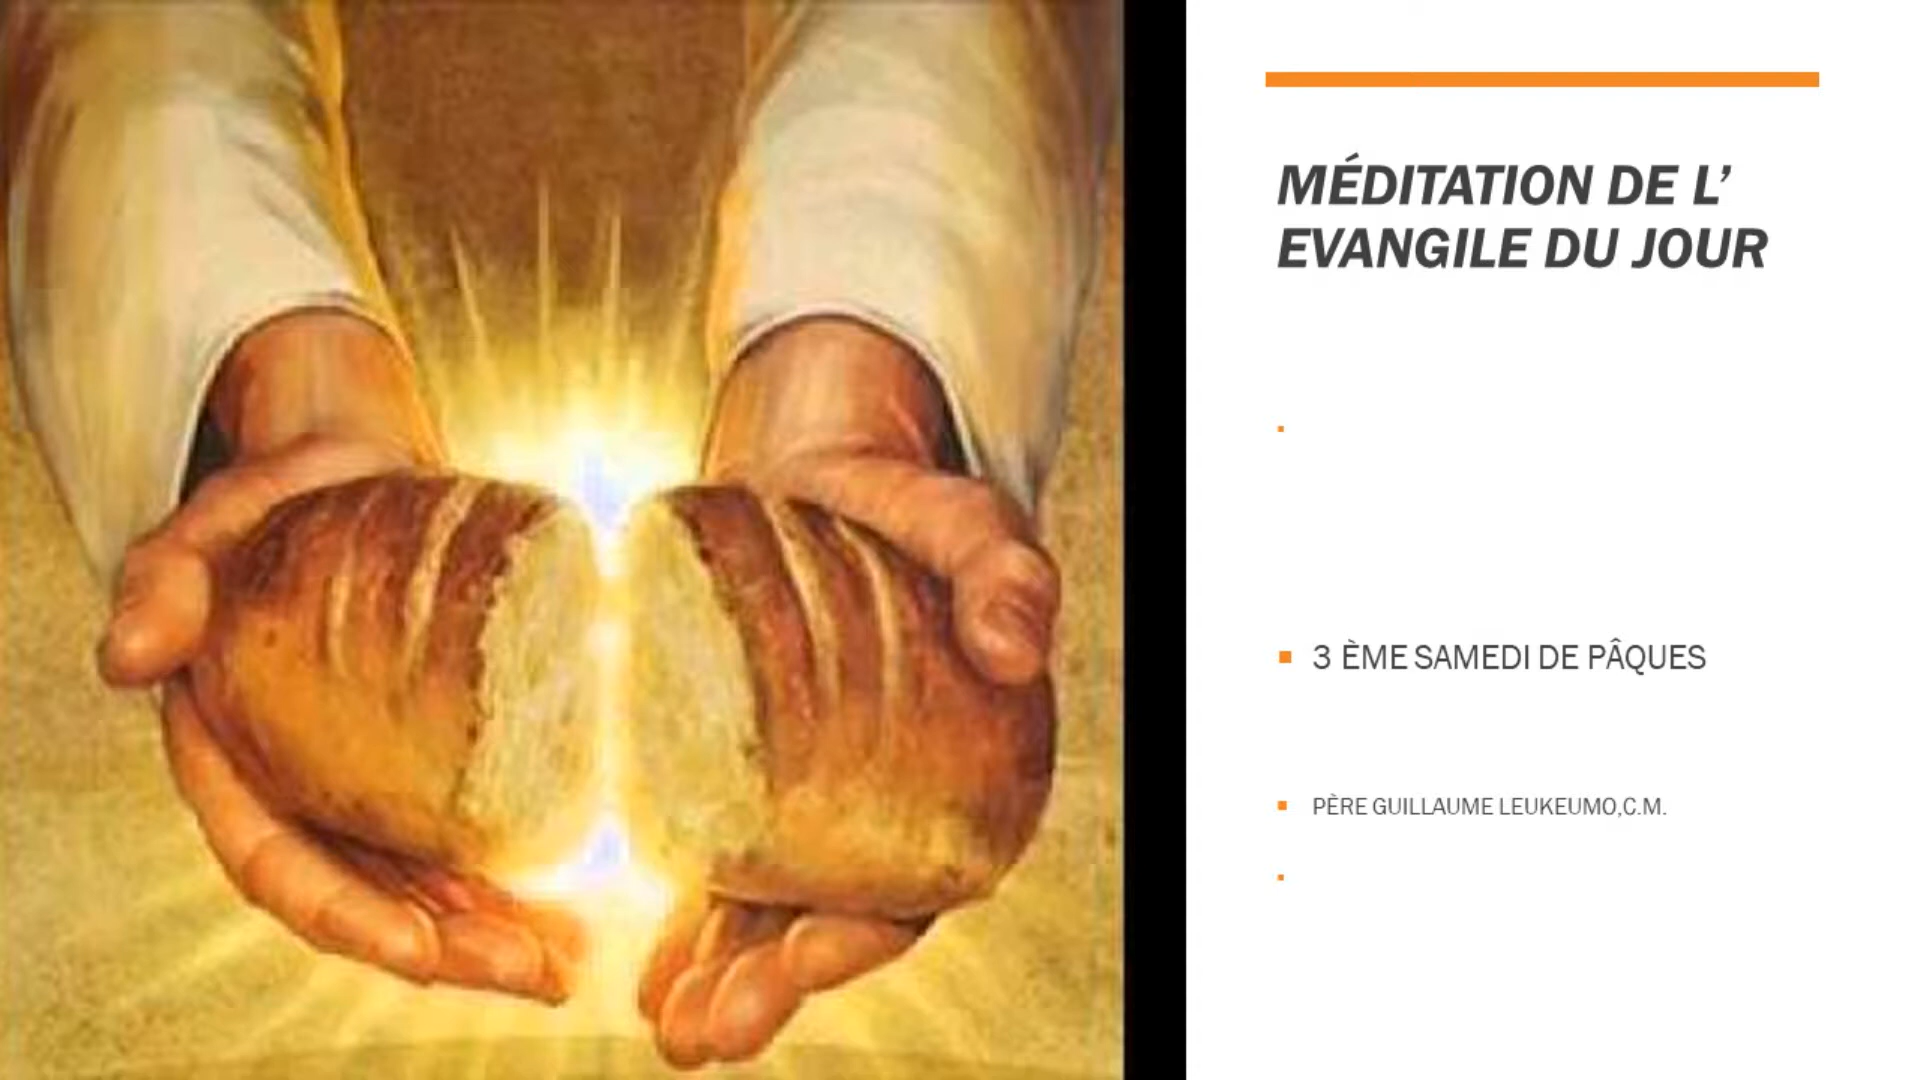 MÉDITATION DE L’
EVANGILE DU JOUR
3 ÈME SAMEDI DE PÂQUES
PÈRE GUILLAUME LEUKEUMO,C.M.